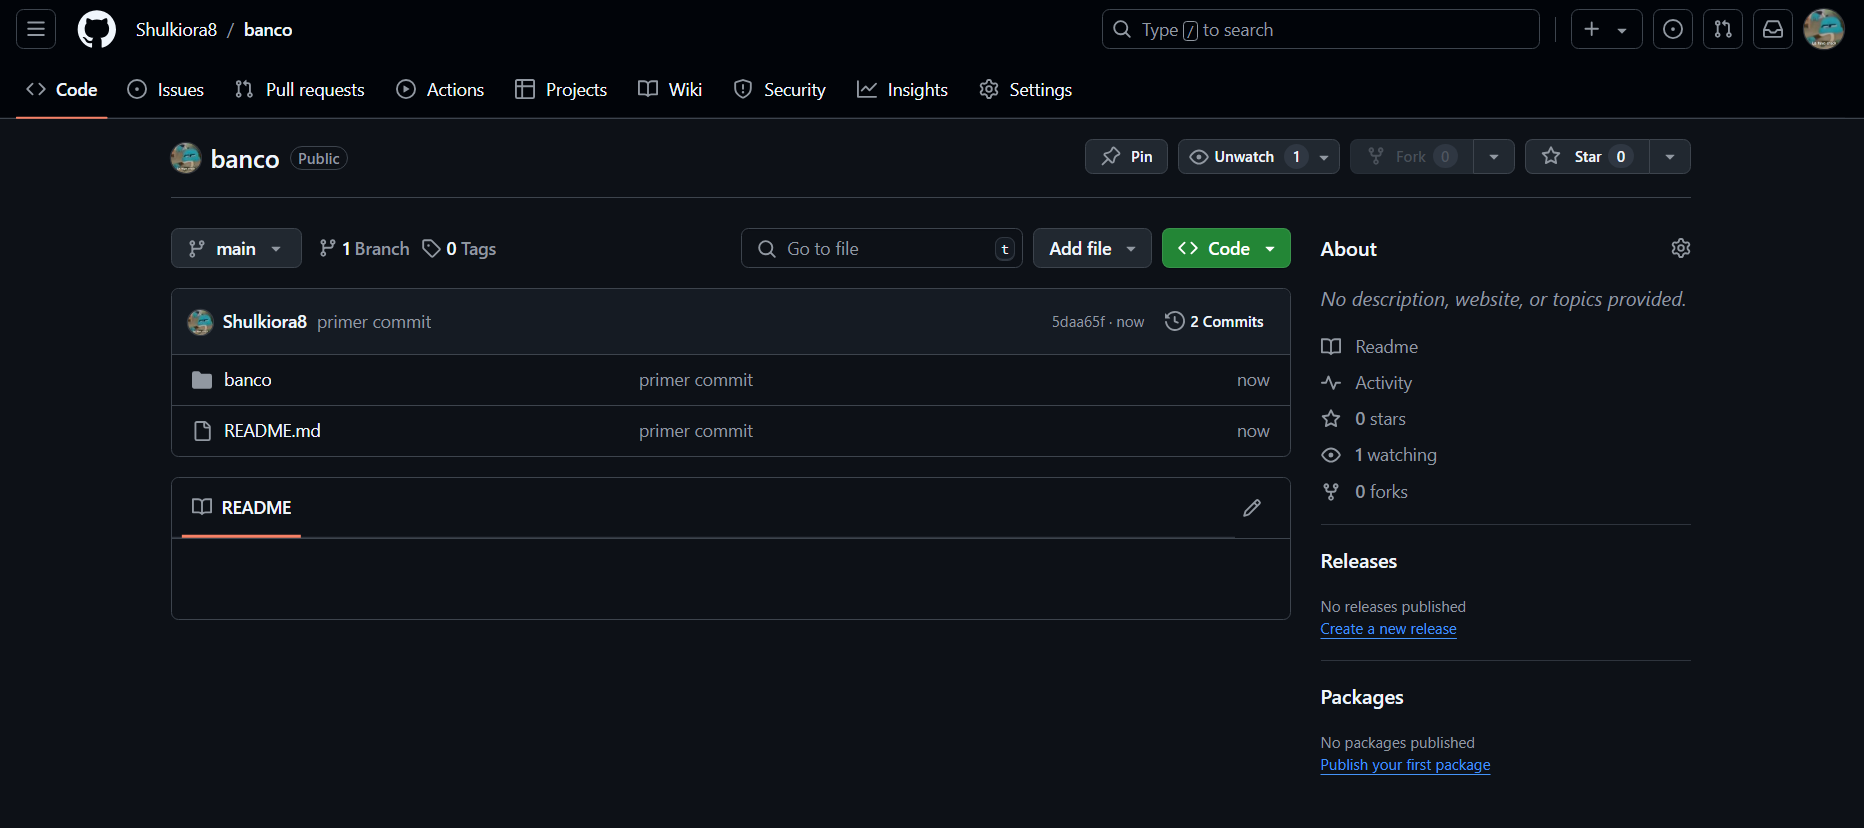 Shulkiora8 / banco
Type / to search
Code Issues Pull requests Actions Projects Wiki Security Insights Settings
banco Public
Pin Unwatch 1 Fork 0 Star 0
main 1 Branch 0 Tags Go to file t Add file Code
Shulkiora8 primer commit 5daa65f · now 2 Commits
banco primer commit now
README.md primer commit now
README
About
No description, website, or topics provided.
Readme
Activity
0 stars
1 watching
0 forks
Releases
No releases published
Create a new release
Packages
No packages published
Publish your first package